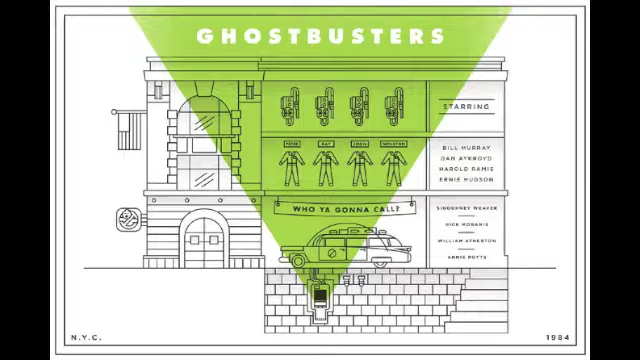 GHOSTBUSTERS
STARRING
BILL MURRAY
DAN AYKROYD
HAROLD RAMIS
ERNIE HUDSON
PETER
RAY
EGON
WINSTON
WHO YA GONNA CALL?
SIGOURNEY WEAVER
RICK MORANIS
WILLIAM ATHERTON
ANNIE POTTS
N.Y.C.
1984